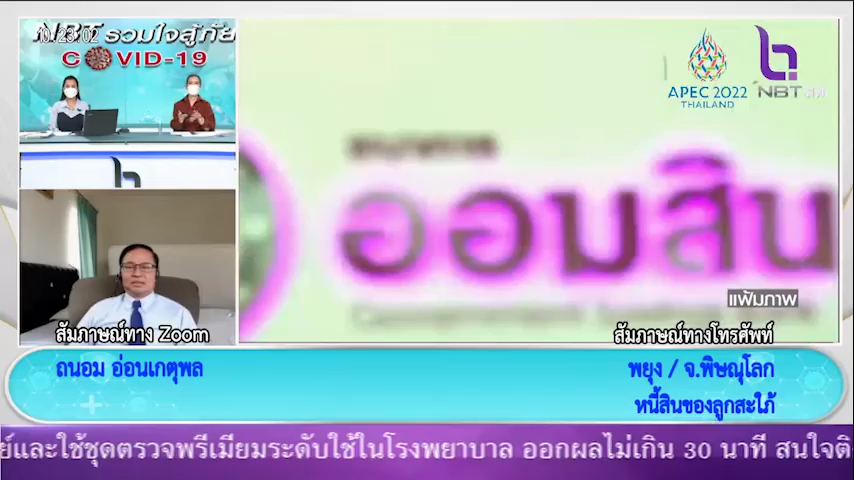 NBT รวมใจสู้ภัย
COVID-19
APEC 2022
THAILAND
NBT
ออมสิน
แฟ้มภาพ
สัมภาษณ์ทาง Zoom
สัมภาษณ์ทางโทรศัพท์
ถนอม อ่อนเกตุพล
พยุง / จ.พิษณุโลก
หนี้สินของลูกสะใภ้
ย์และใช้ชุดตรวจพรีเมียมระดับใช้ในโรงพยาบาล ออกผลไม่เกิน 30 นาที สนใจติ